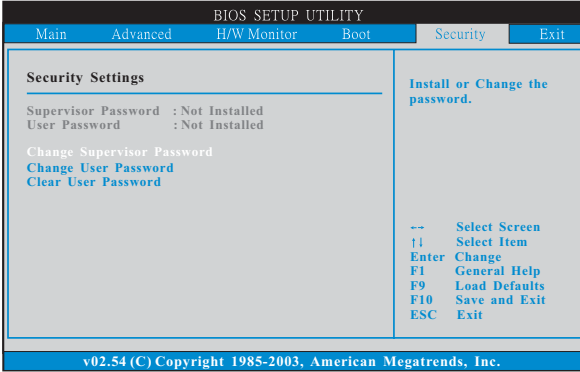 BIOS SETUP UTILITY
Main Advanced H/W Monitor Boot Security Exit
Security Settings
Supervisor Password : Not Installed
User Password : Not Installed
Change Supervisor Password
Change User Password
Clear User Password
Install or Change the
password.
←→ Select Screen
↑↓ Select Item
Enter Change
F1 General Help
F9 Load Defaults
F10 Save and Exit
ESC Exit
v02.54 (C) Copyright 1985-2003, American Megatrends, Inc.